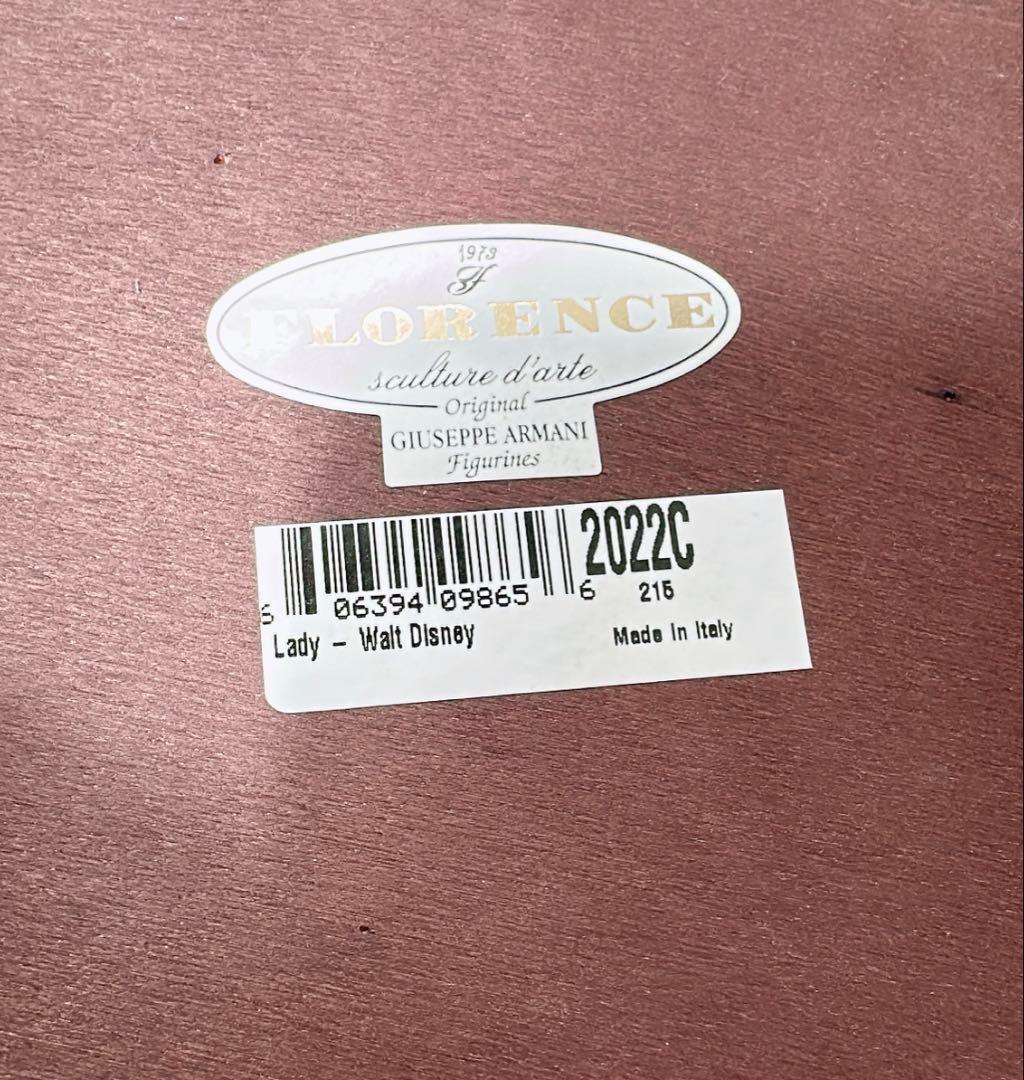 1973
FLORENCE
sculture d'arte
Original
GIUSEPPE ARMANI
Figurines
2022C
6 06394 09865 6
215
Lady - Walt Disney
Made In Italy